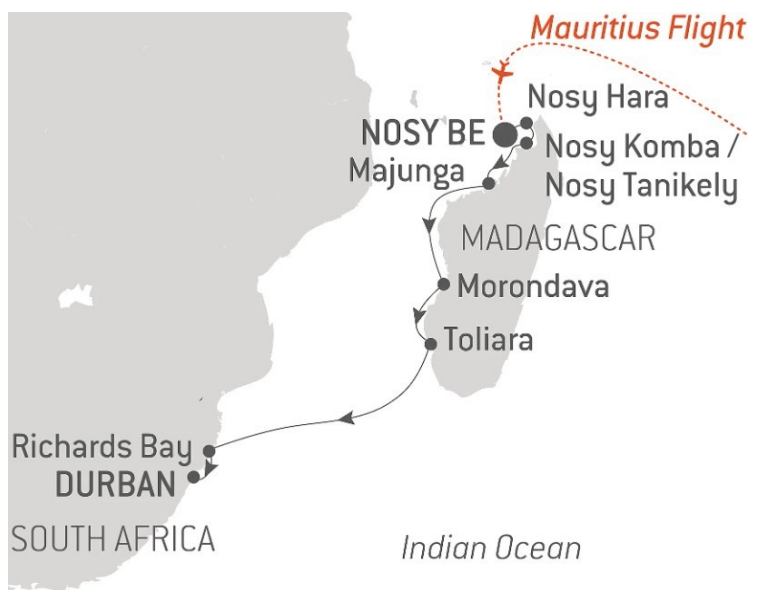 Mauritius Flight
Nosy Hara
NOSY BE
Nosy Komba /
Nosy Tanikely
Majunga
MADAGASCAR
Morondava
Toliara
Richards Bay
DURBAN
SOUTH AFRICA
Indian Ocean